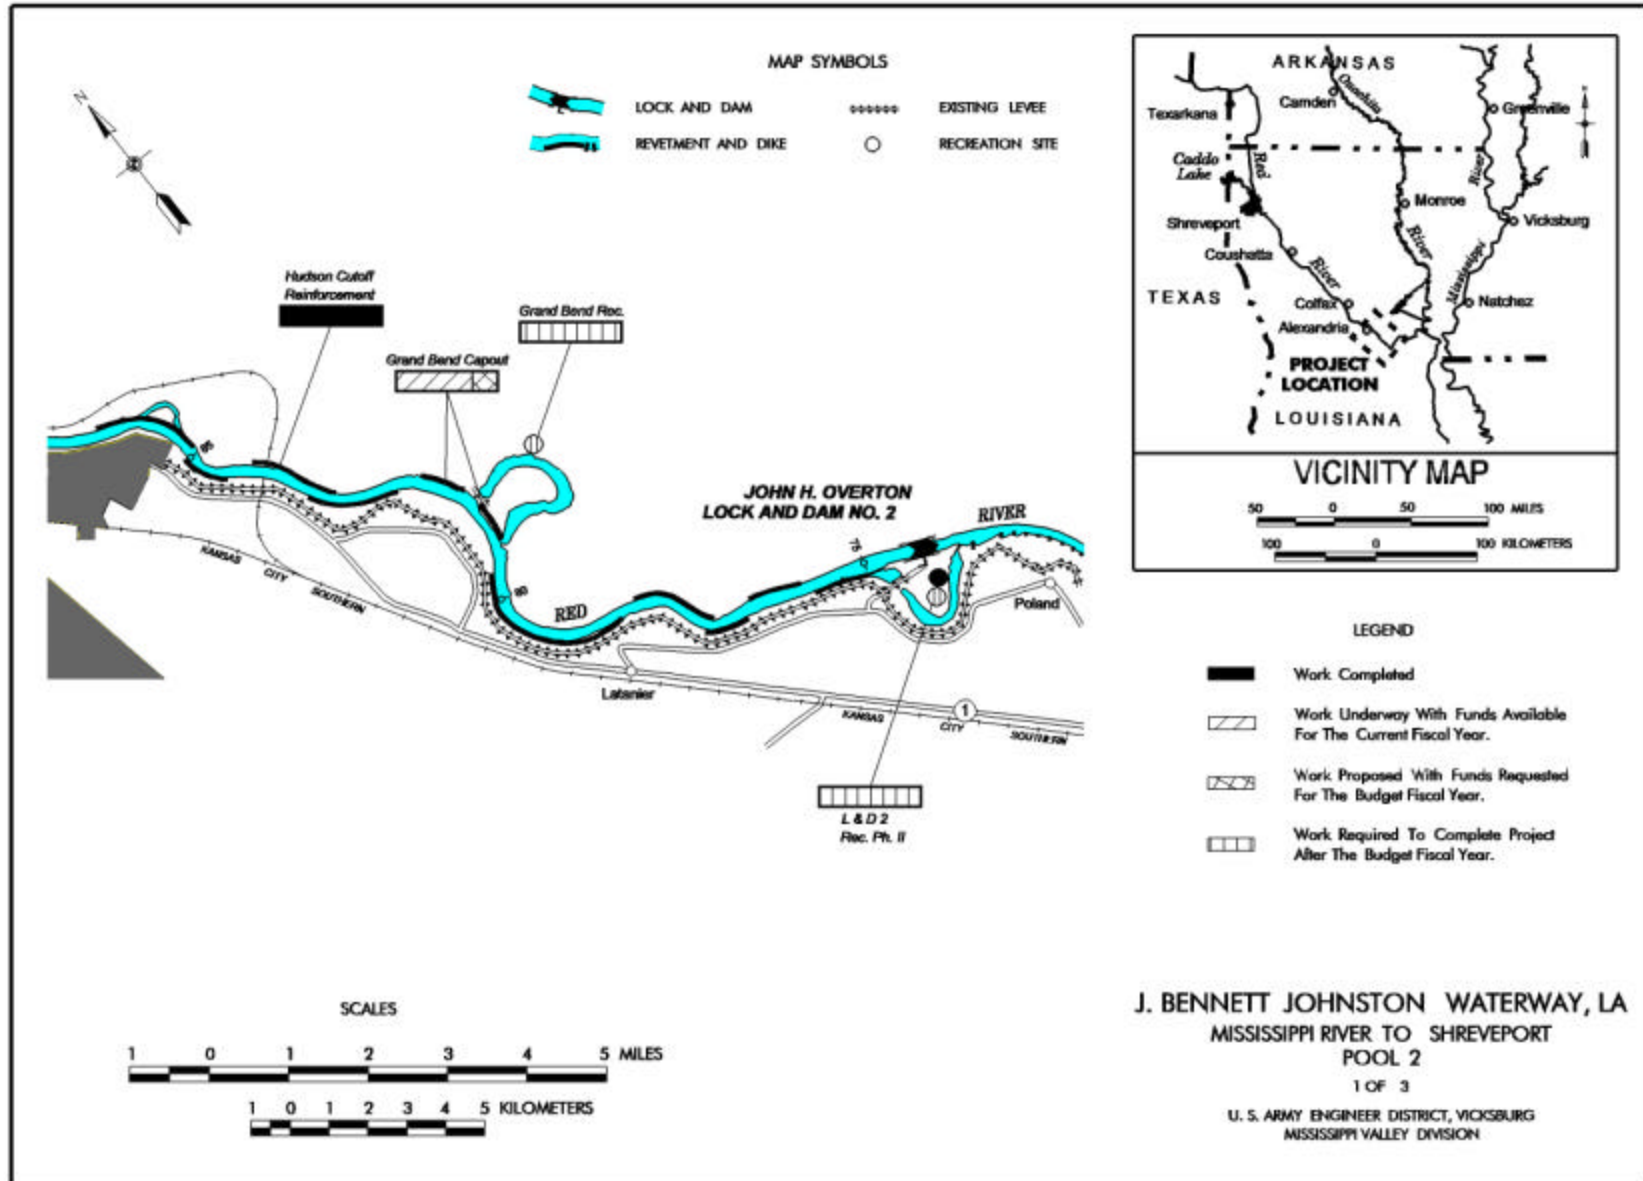 MAP SYMBOLS
LOCK AND DAM
EXISTING LEVEE
REVETMENT AND DIKE
RECREATION SITE
N
Hudson Cutoff
Reinforcement
Grand Bend Rec.
Grand Bend Capout
JOHN H. OVERTON
LOCK AND DAM NO. 2
RIVER
75
80
RED
Poland
KANSAS CITY SOUTHERN
Latanier
KANSAS CITY SOUTHERN
1
L & D 2
Rec. Ph. II
ARKANSAS
Ouachita
Camden
Texarkana
Greenville
Caddo
Lake
Red
River
Monroe
Shreveport
Vicksburg
Coushatta
River
River
Mississippi
TEXAS
Colfax
Natchez
Alexandria
PROJECT
LOCATION
LOUISIANA
VICINITY MAP
50 0 50 100 MILES
100 0 100 KILOMETERS
LEGEND
Work Completed
Work Underway With Funds Available
For The Current Fiscal Year.
Work Proposed With Funds Requested
For The Budget Fiscal Year.
Work Required To Complete Project
After The Budget Fiscal Year.
SCALES
1 0 1 2 3 4 5 MILES
1 0 1 2 3 4 5 KILOMETERS
J. BENNETT JOHNSTON WATERWAY, LA
MISSISSIPPI RIVER TO SHREVEPORT
POOL 2
1 OF 3
U. S. ARMY ENGINEER DISTRICT, VICKSBURG
MISSISSIPPI VALLEY DIVISION